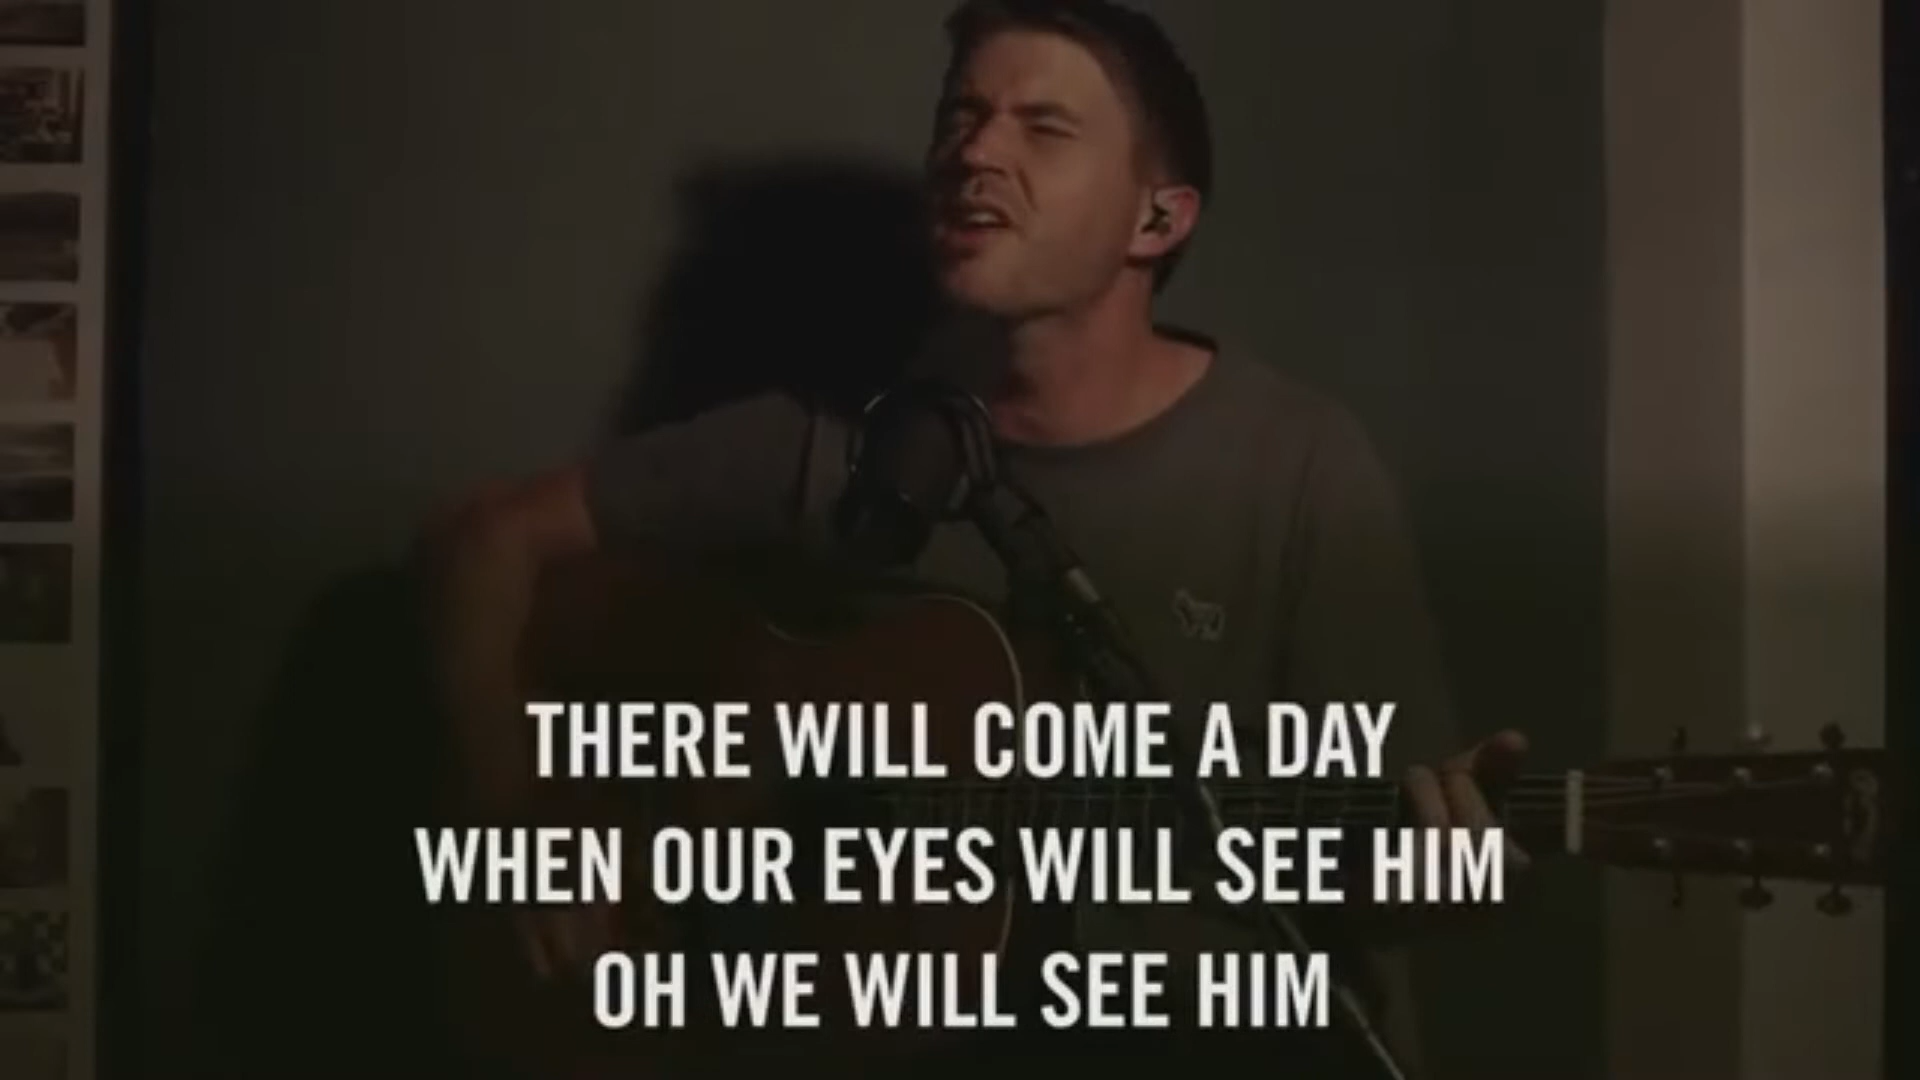 THERE WILL COME A DAY
WHEN OUR EYES WILL SEE HIM
OH WE WILL SEE HIM